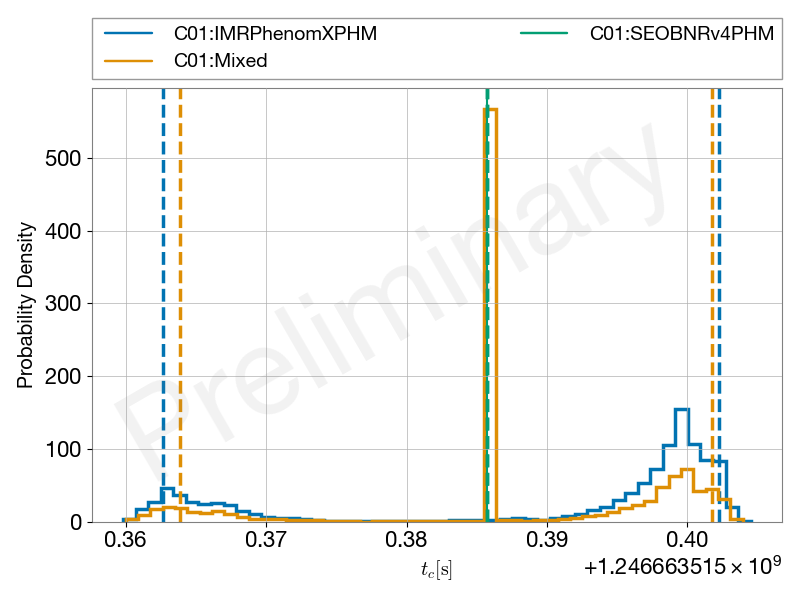 C01:IMRPhenomXPHM
C01:Mixed
C01:SEOBNRv4PHM
Preliminary
Probability Density
500
400
300
200
100
0
0.36 0.37 0.38 0.39 0.40
t_c[s]
+1.246663515 × 10⁹